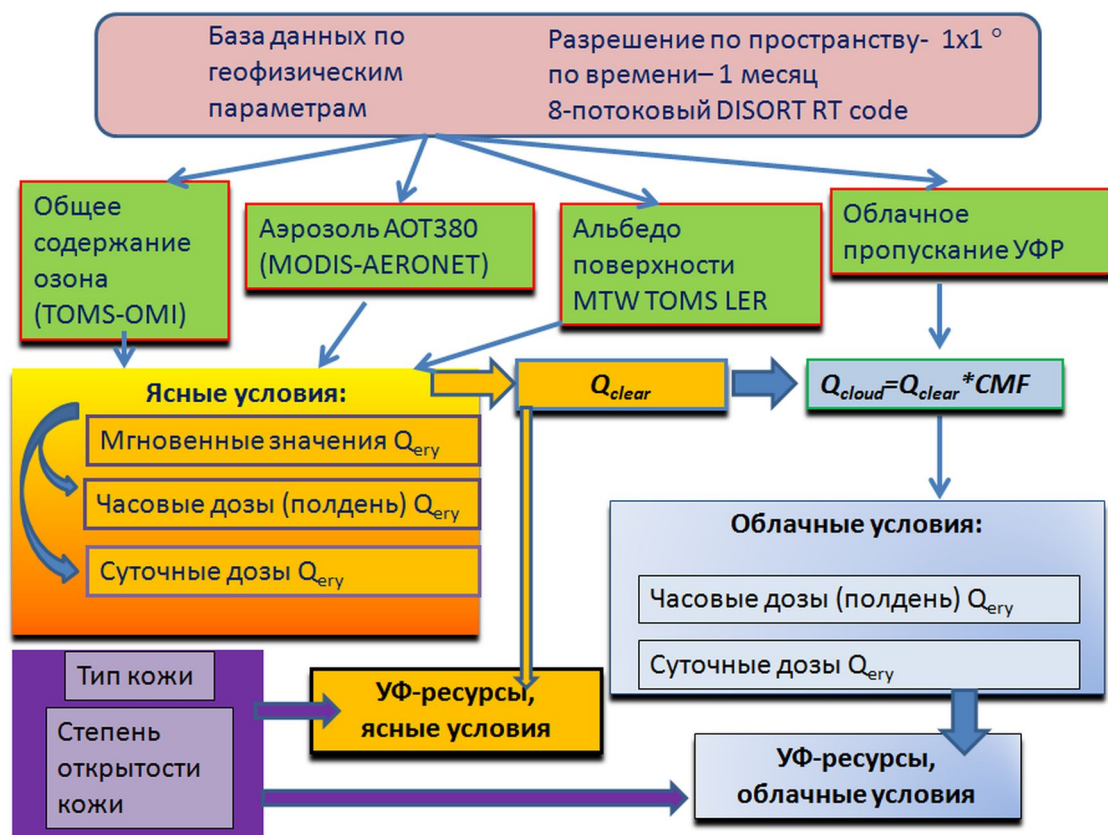 База данных по
геофизическим
параметрам
Разрешение по пространству- 1x1 °
по времени– 1 месяц
8-потоковый DISORT RT code
Общее
содержание
озона
(TOMS-OMI)
Аэрозоль АОТ380
(MODIS-AERONET)
Альбедо
поверхности
MTW TOMS LER
Облачное
пропускание УФР
Ясные условия:
Мгновенные значения Qery
Часовые дозы (полдень) Qery
Суточные дозы Qery
Qclear
Qcloud=Qclear*CMF
Облачные условия:
Часовые дозы (полдень) Qery
Суточные дозы Qery
Тип кожи
Степень
открытости
кожи
УФ-ресурсы,
ясные условия
УФ-ресурсы,
облачные условия